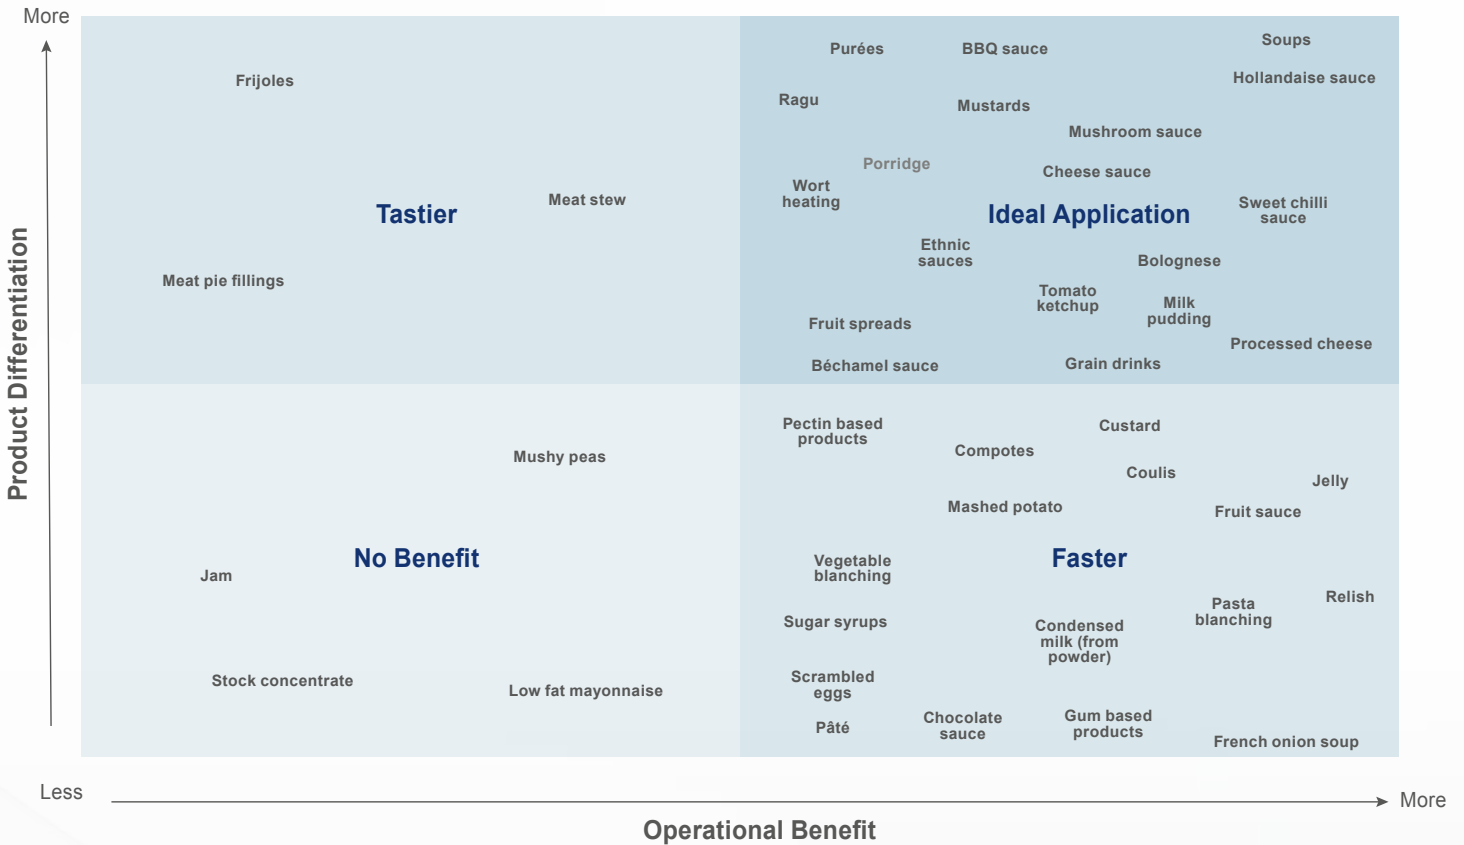 More
Product Differentiation
Frijoles
Meat stew
Tastier
Meat pie fillings
Purées
BBQ sauce
Soups
Hollandaise sauce
Ragu
Mustards
Mushroom sauce
Porridge
Cheese sauce
Wort
heating
Ideal Application
Sweet chilli
sauce
Ethnic
sauces
Bolognese
Tomato
ketchup
Milk
pudding
Fruit spreads
Processed cheese
Béchamel sauce
Grain drinks
Mushy peas
No Benefit
Jam
Stock concentrate
Low fat mayonnaise
Pectin based
products
Custard
Compotes
Coulis
Jelly
Mashed potato
Fruit sauce
Vegetable
blanching
Faster
Relish
Pasta
blanching
Sugar syrups
Condensed
milk (from
powder)
Scrambled
eggs
Pâté
Chocolate
sauce
Gum based
products
French onion soup
Less
More
Operational Benefit